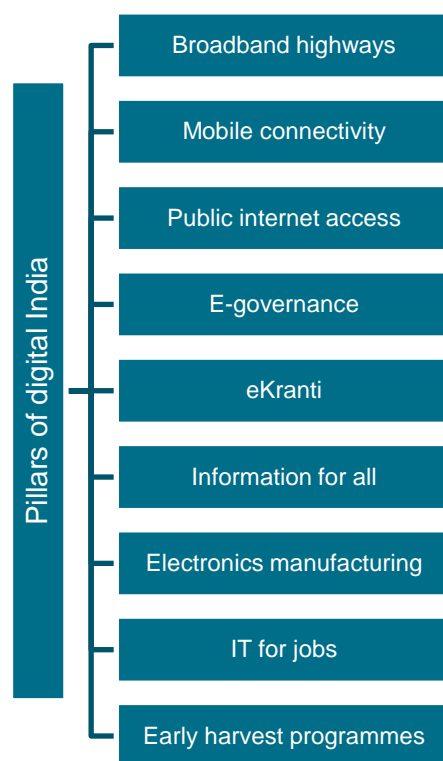 Pillars of digital India
Broadband highways
Mobile connectivity
Public internet access
E-governance
eKranti
Information for all
Electronics manufacturing
IT for jobs
Early harvest programmes